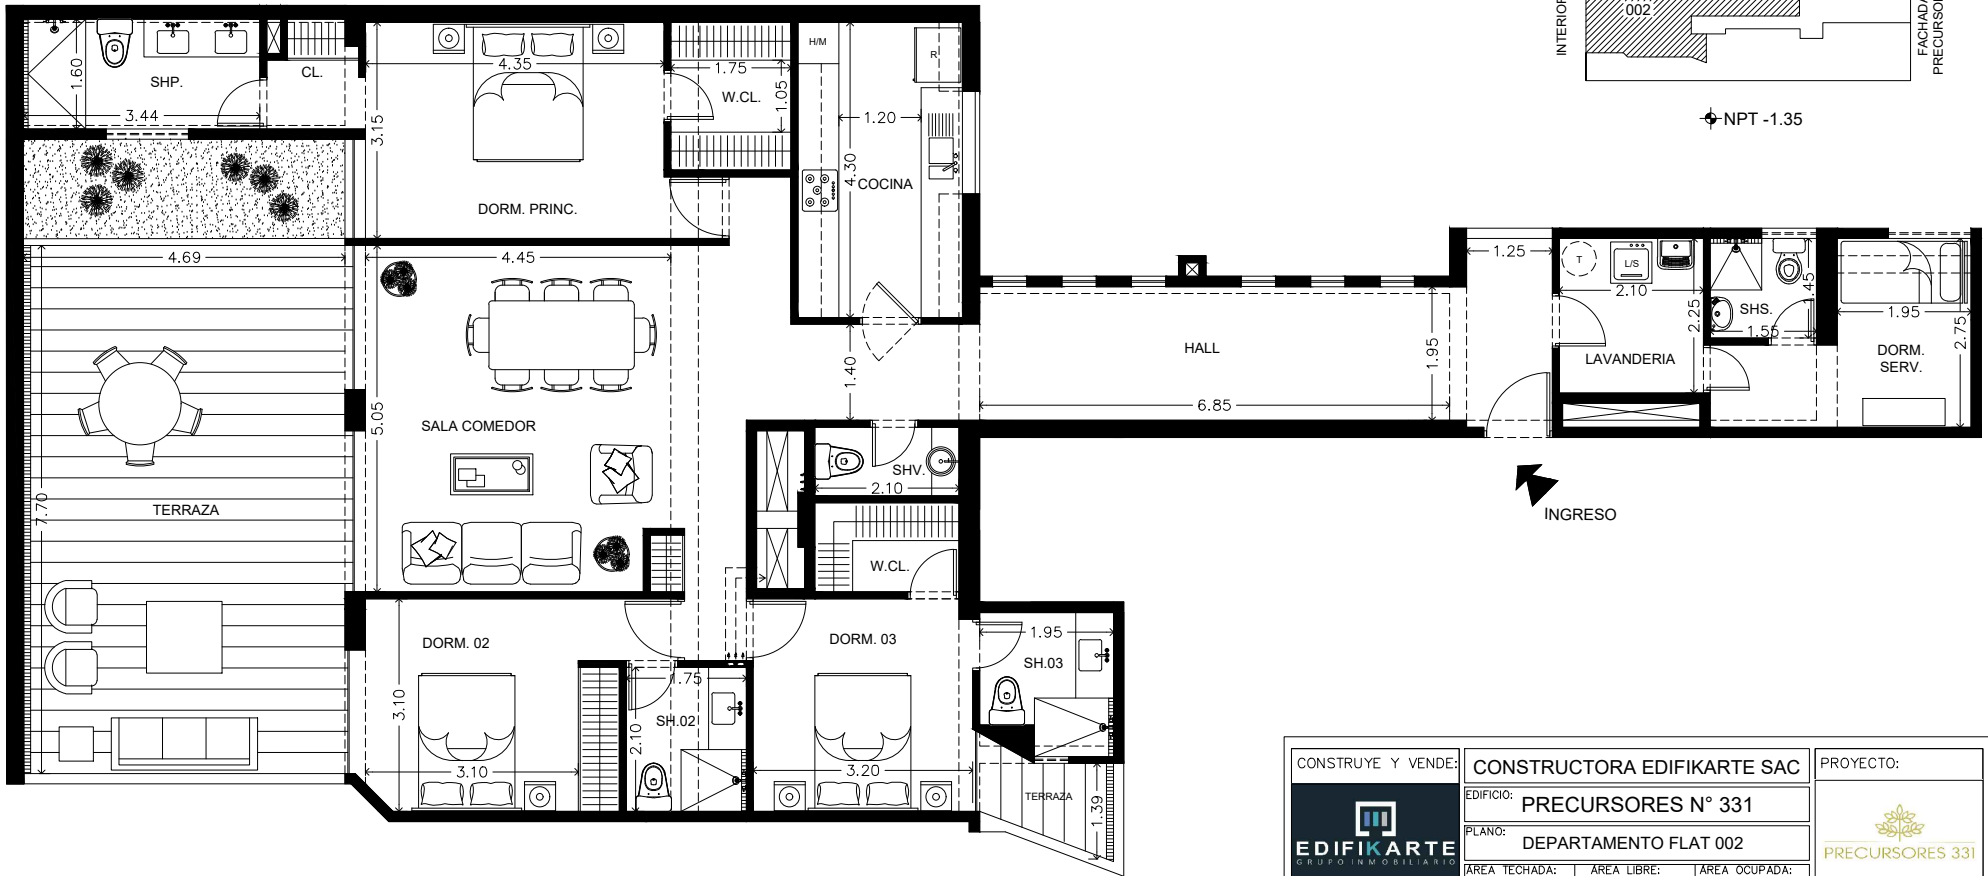 INTERIOR
002
FACHADA
PRECURSORES
NPT -1.35
1.60
SHP.
3.44
CL.
4.35
3.15
DORM. PRINC.
1.75
W.CL.
1.05
H/M
R
1.20
4.30
COCINA
4.69
4.45
5.05
SALA COMEDOR
TERRAZA
7.70
1.40
HALL
1.95
6.85
1.25
T
L/S
2.10
2.25
LAVANDERIA
SHS.
1.45
1.55
1.95
2.75
DORM.
SERV.
INGRESO
SHV.
2.10
W.CL.
DORM. 02
3.10
3.10
1.75
SH.02
2.10
DORM. 03
3.20
1.95
SH.03
TERRAZA
1.39
CONSTRUYE Y VENDE:
CONSTRUCTORA EDIFIKARTE SAC
PROYECTO:
EDIFICIO:
PRECURSORES N° 331
PLANO:
DEPARTAMENTO FLAT 002
EDIFIKARTE
GRUPO INMOBILIARIO
PRECURSORES 331
ÁREA TECHADA:
ÁREA LIBRE:
ÁREA OCUPADA: